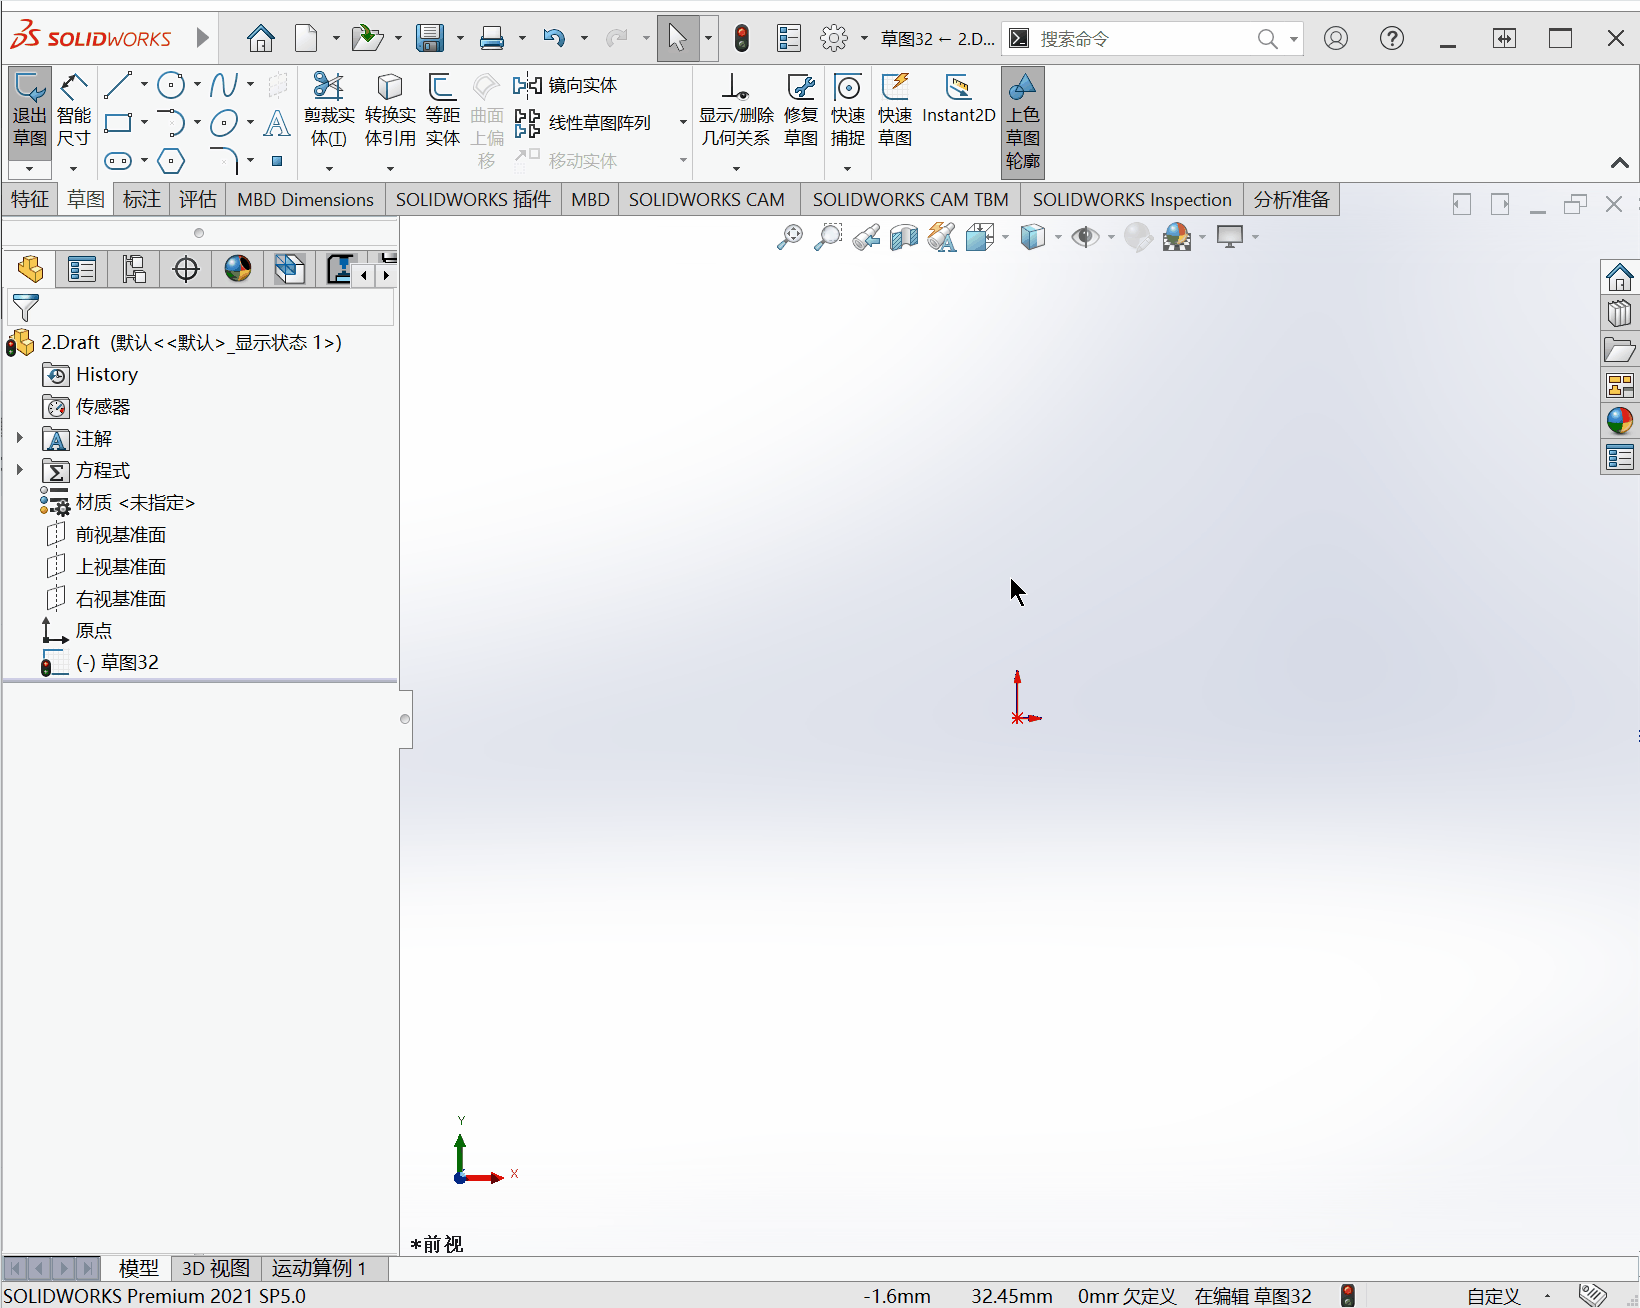 SOLIDWORKS
草图32 ← 2.D...
搜索命令
退出草图
智能尺寸
剪裁实体(T)
转换实体引用
等距实体
曲面上偏移
镜向实体
线性草图阵列
移动实体
显示/删除几何关系
修复草图
快速捕捉
快速草图
Instant2D
上色草图轮廓
特征 草图 标注 评估 MBD Dimensions SOLIDWORKS 插件 MBD SOLIDWORKS CAM SOLIDWORKS CAM TBM SOLIDWORKS Inspection 分析准备
2.Draft (默认<<默认>_显示状态 1>)
History
传感器
注解
方程式
材质 <未指定>
前视基准面
上视基准面
右视基准面
原点
(-) 草图32
Y
X
*前视
模型 3D 视图 运动算例 1
SOLIDWORKS Premium 2021 SP5.0 -1.6mm 32.45mm 0mm 欠定义 在编辑 草图32 自定义